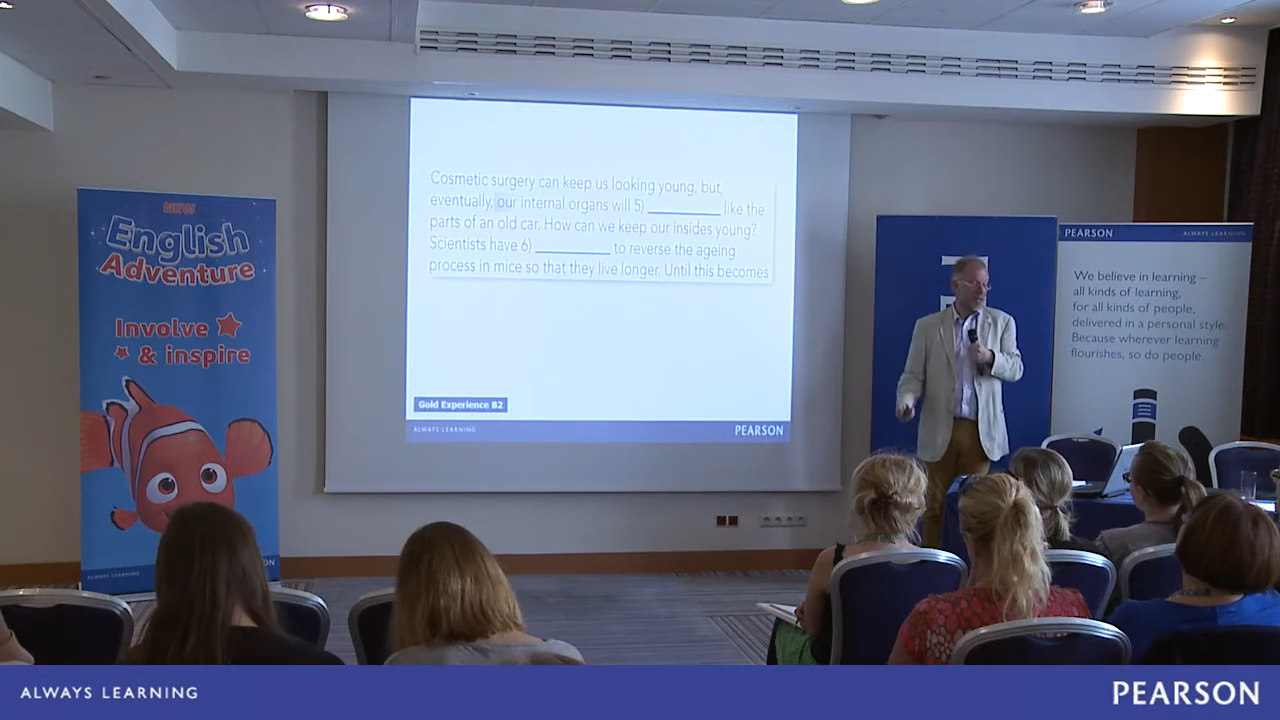 NEW
English
Adventure
Involve
& inspire
ALWAYS LEARNING
Cosmetic surgery can keep us looking young, but,
eventually, our internal organs will 5) __________ like the
parts of an old car. How can we keep our insides young?
Scientists have 6) __________ to reverse the ageing
process in mice so that they live longer. Until this becomes
Gold Experience B2
ALWAYS LEARNING
PEARSON
PEARSON
ALWAYS LEARNING
We believe in learning –
all kinds of learning,
for all kinds of people,
delivered in a personal style.
Because wherever learning
flourishes, so do people.
ALWAYS LEARNING
PEARSON